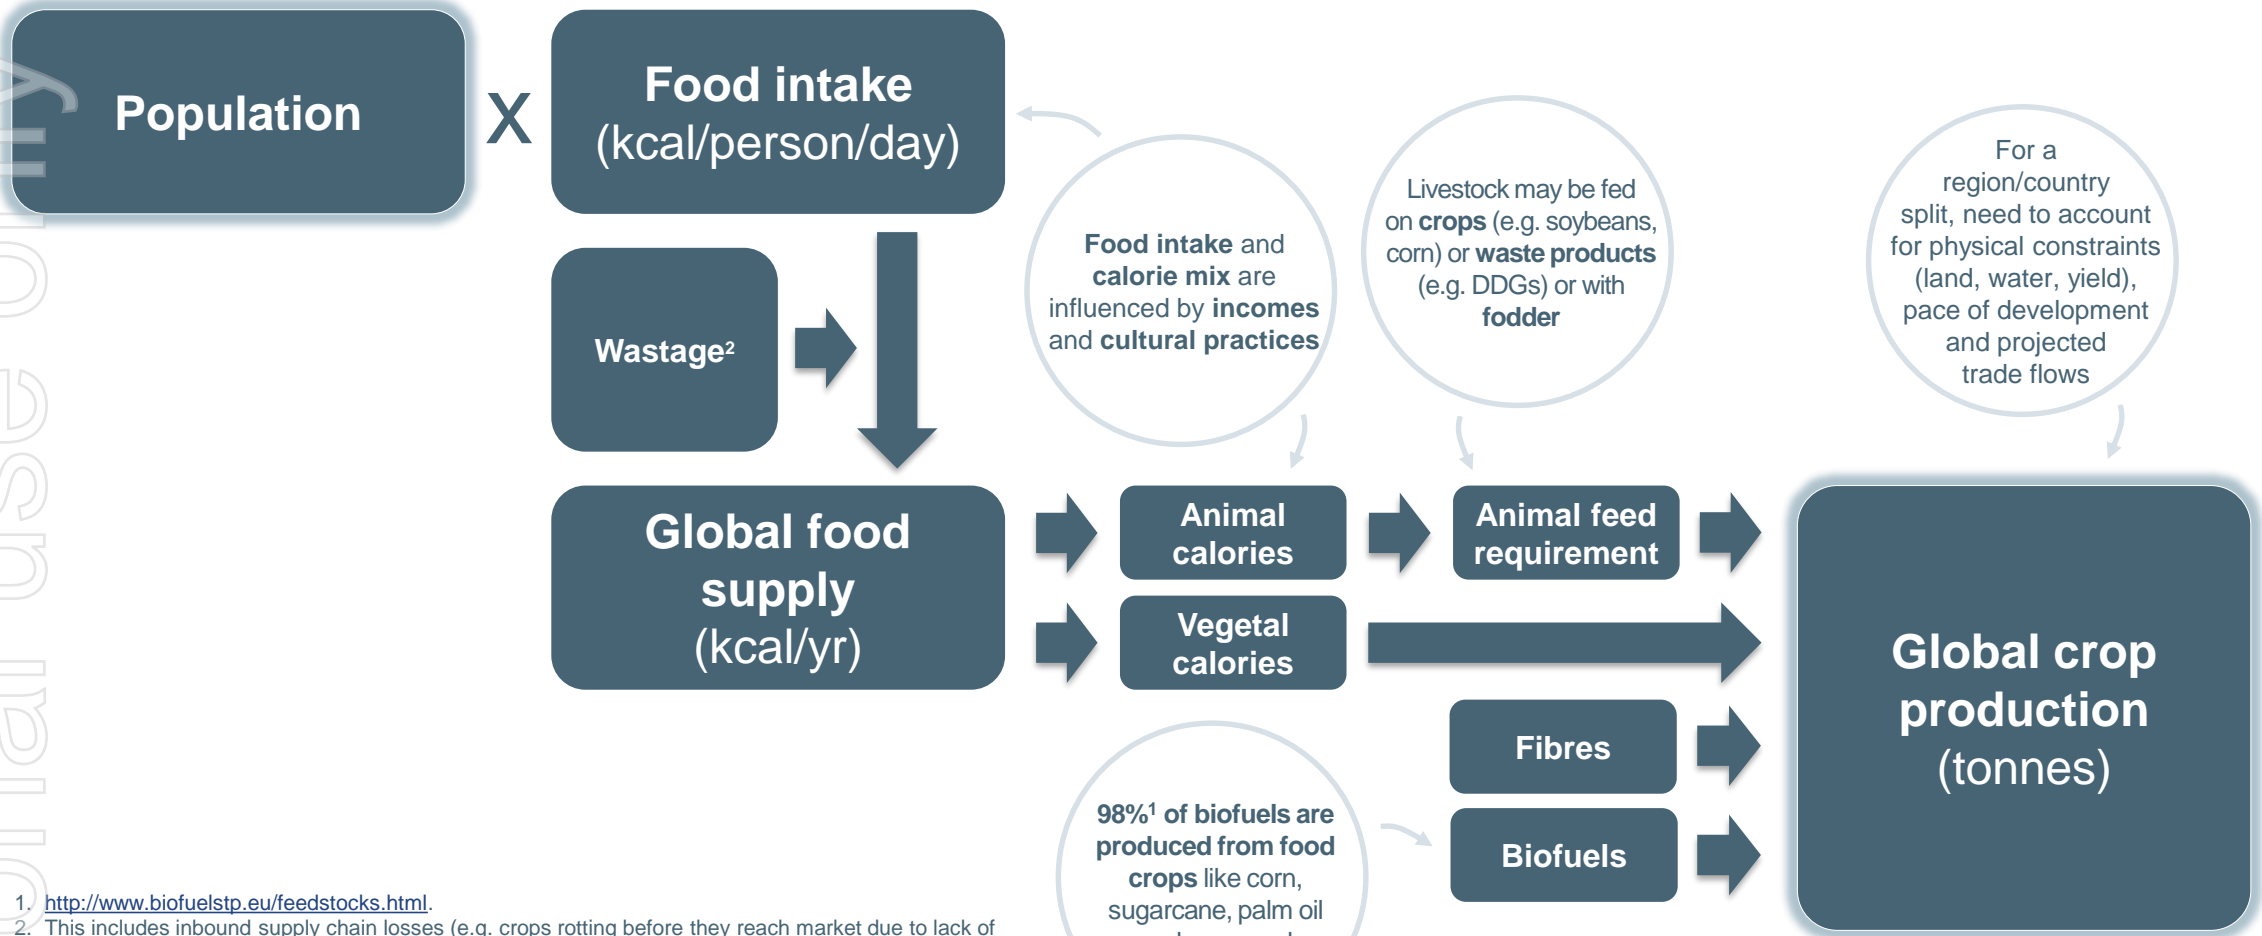 Population
X
Food intake
(kcal/person/day)
Wastage2
Food intake and
calorie mix are
influenced by incomes
and cultural practices
Livestock may be fed
on crops (e.g. soybeans,
corn) or waste products
(e.g. DDGs) or with
fodder
For a
region/country
split, need to account
for physical constraints
(land, water, yield),
pace of development
and projected
trade flows
Global food
supply
(kcal/yr)
Animal
calories
Animal feed
requirement
Vegetal
calories
Fibres
Biofuels
Global crop
production
(tonnes)
98%1 of biofuels are
produced from food
crops like corn,
sugarcane, palm oil
1. http://www.biofuelstp.eu/feedstocks.html.
2. This includes inbound supply chain losses (e.g. crops rotting before they reach market due to lack of
onal use only